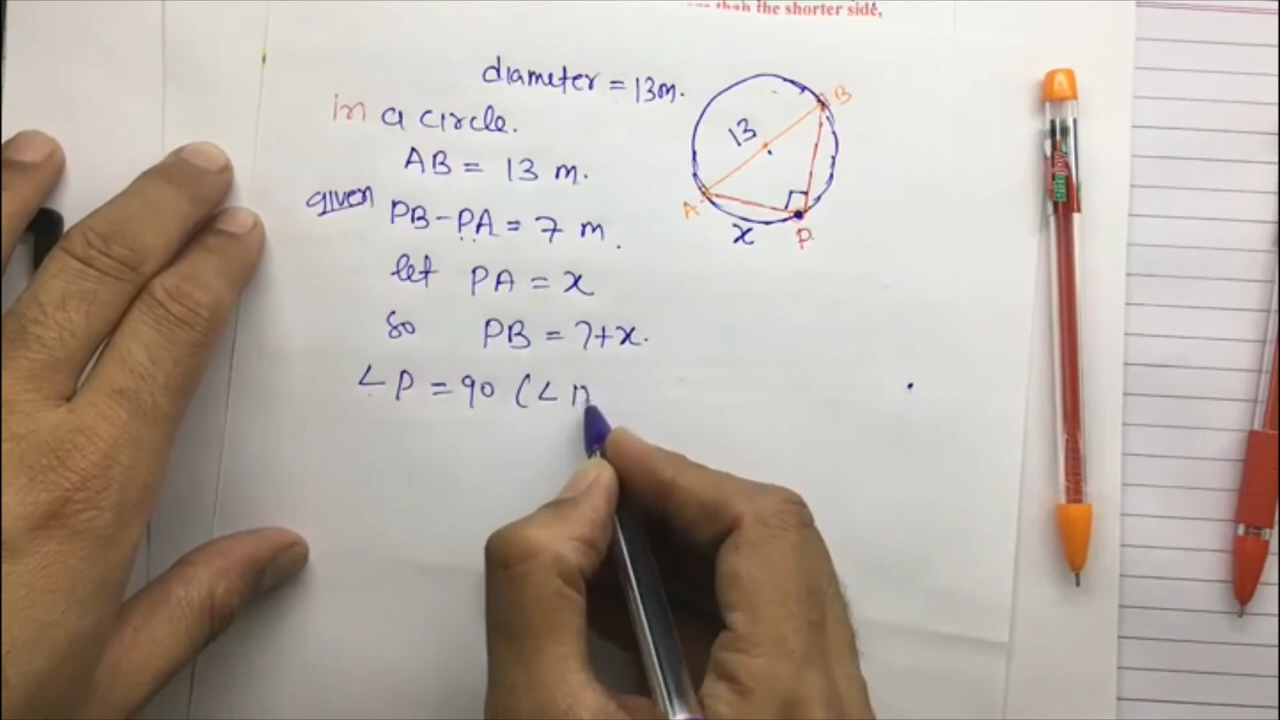 than the shorter side,
diameter = 13m.
in a circle.
AB = 13 m.
given PB-PA = 7 m.
let PA = x
so PB = 7+x.
∠P = 90 (∠
B
13
A
x
P.